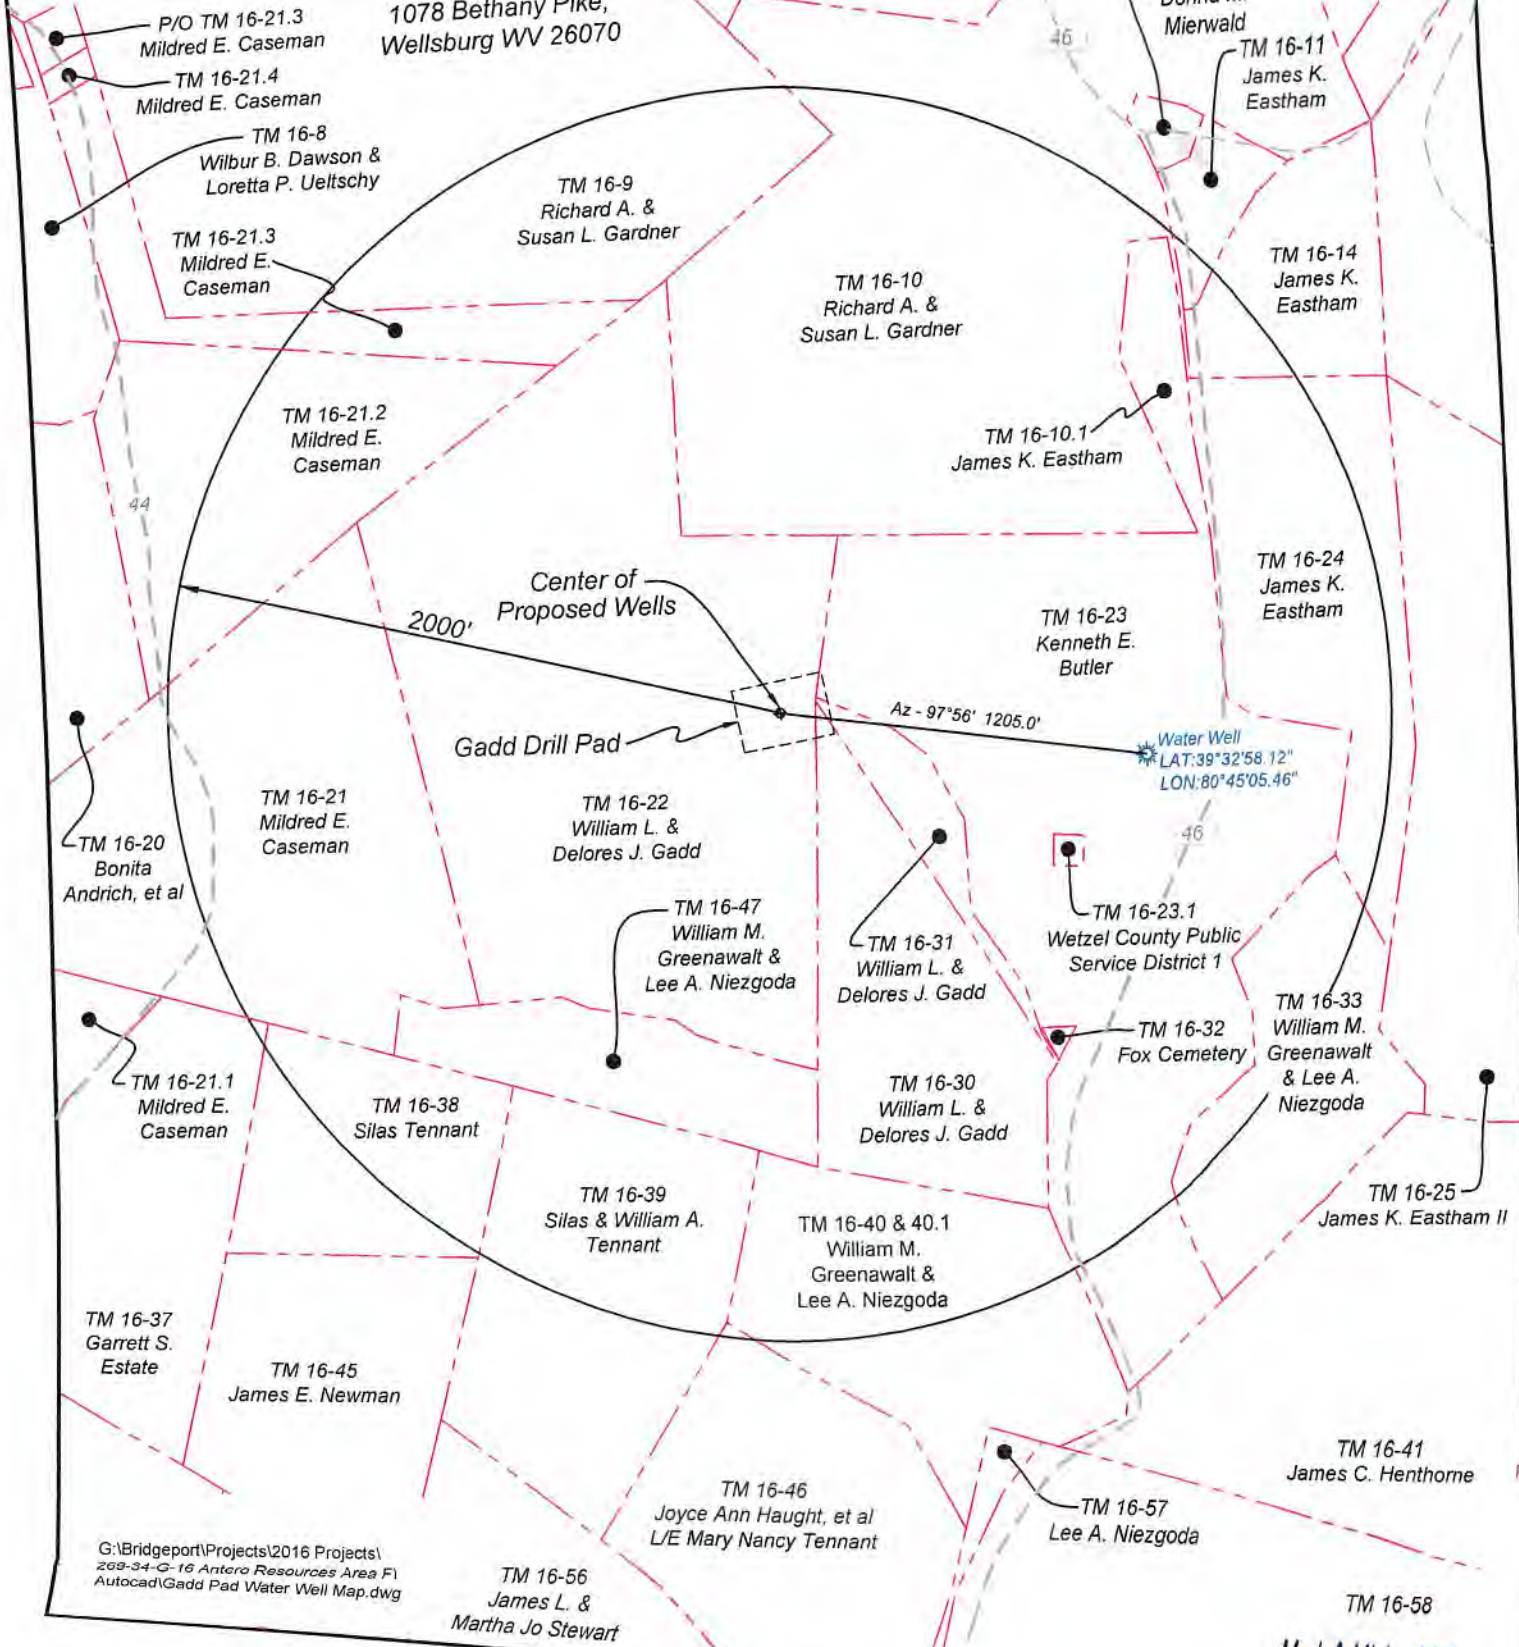 1078 Bethany Pike,
Wellsburg WV 26070
P/O TM 16-21.3
Mildred E. Caseman
TM 16-21.4
Mildred E. Caseman
TM 16-8
Wilbur B. Dawson &
Loretta P. Ueltschy
TM 16-21.3
Mildred E.
Caseman
TM 16-9
Richard A. &
Susan L. Gardner
46
Mierwald
TM 16-11
James K.
Eastham
TM 16-10
Richard A. &
Susan L. Gardner
TM 16-14
James K.
Eastham
TM 16-21.2
Mildred E.
Caseman
TM 16-10.1
James K. Eastham
44
Center of
Proposed Wells
2000'
TM 16-24
James K.
Eastham
TM 16-23
Kenneth E.
Butler
Az - 97°56' 1205.0'
Gadd Drill Pad
Water Well
LAT:39°32'58.12"
LON:80°45'05.46"
46
TM 16-20
Bonita
Andrich, et al
TM 16-21
Mildred E.
Caseman
TM 16-22
William L. &
Delores J. Gadd
TM 16-47
William M.
Greenawalt &
Lee A. Niezgoda
TM 16-31
William L. &
Delores J. Gadd
TM 16-23.1
Wetzel County Public
Service District 1
TM 16-32
Fox Cemetery
TM 16-33
William M.
Greenawalt
& Lee A.
Niezgoda
TM 16-21.1
Mildred E.
Caseman
TM 16-38
Silas Tennant
TM 16-30
William L. &
Delores J. Gadd
TM 16-39
Silas & William A.
Tennant
TM 16-40 & 40.1
William M.
Greenawalt &
Lee A. Niezgoda
TM 16-25
James K. Eastham II
TM 16-37
Garrett S.
Estate
TM 16-45
James E. Newman
TM 16-46
Joyce Ann Haught, et al
L/E Mary Nancy Tennant
TM 16-57
Lee A. Niezgoda
TM 16-41
James C. Henthorne
G:\Bridgeport\Projects\2016 Projects\
269-34-G-16 Antero Resources Area F\
Autocad\Gadd Pad Water Well Map.dwg
TM 16-56
James L. &
Martha Jo Stewart
TM 16-58